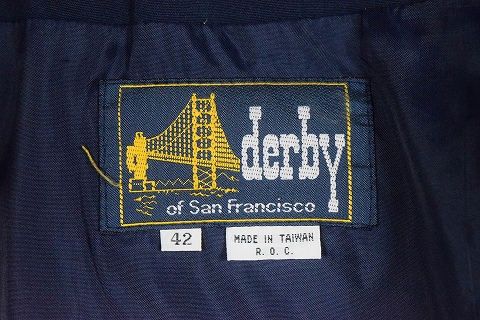 derby
of San Francisco
42
MADE IN TAIWAN
R. O. C.